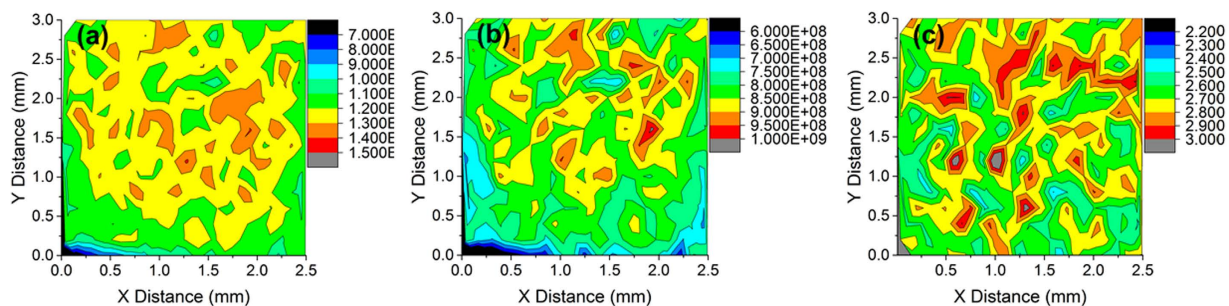 (a)
3.0
2.5
2.0
1.5
1.0
0.5
0.0
Y Distance (mm)
0.0 0.5 1.0 1.5 2.0 2.5
X Distance (mm)
7.000E
8.000E
9.000E
1.000E
1.100E
1.200E
1.300E
1.400E
1.500E
(b)
3.0
2.5
2.0
1.5
1.0
0.5
0.0
Y Distance (mm)
0.0 0.5 1.0 1.5 2.0 2.5
X Distance (mm)
6.000E+08
6.500E+08
7.000E+08
7.500E+08
8.000E+08
8.500E+08
9.000E+08
9.500E+08
1.000E+09
(c)
3.0
2.5
2.0
1.5
1.0
0.5
0.0
Y Distance (mm)
0.5 1.0 1.5 2.0 2.5
X Distance (mm)
2.200
2.300
2.400
2.500
2.600
2.700
2.800
2.900
3.000